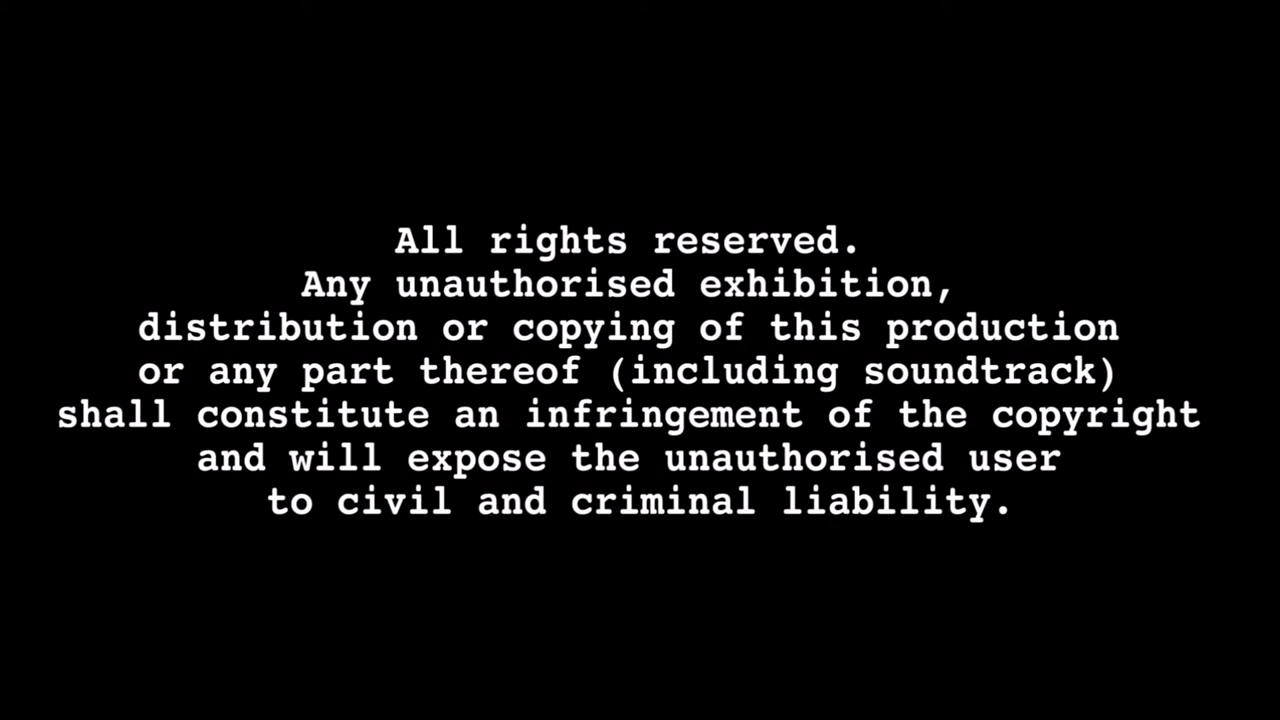 All rights reserved.
Any unauthorised exhibition,
distribution or copying of this production
or any part thereof (including soundtrack)
shall constitute an infringement of the copyright
and will expose the unauthorised user
to civil and criminal liability.